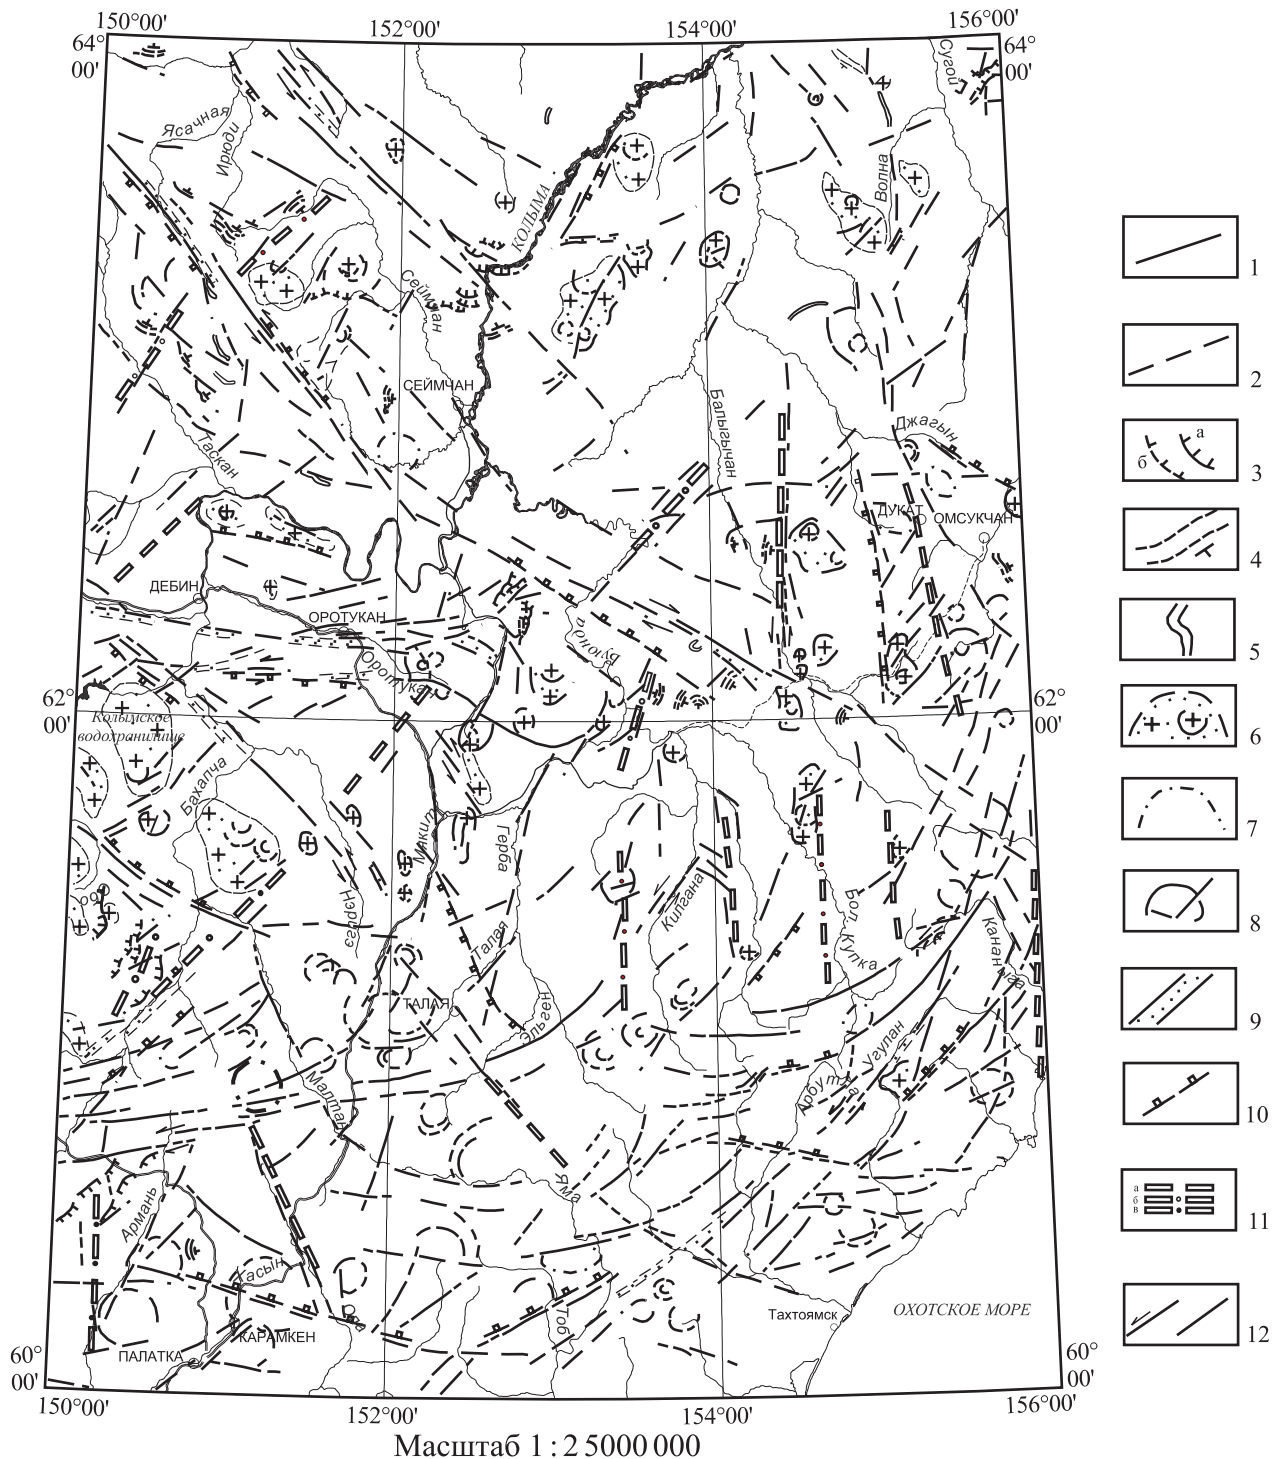 150°00'
152°00'
154°00'
156°00'
64°
00'
64°
00'
Сугой
Ясачная
Ирюди
Волна
КОЛЫМА
1
Сеймчан
2
СЕЙМЧАН
Балыгычан
Джагын
Таскан
а
б
3
ДУКАТ
ОМСУКЧАН
4
ДЕБИН
ОРОТУКАН
Буюнда
5
Оротукан
62°
00'
62°
00'
Колымское
водохранилище
6
Бахапча
7
Мякит
Герба
Нэрэгэ
Килгана
Бол. Купка
8
Талая
ТАЛАЯ
Эльген
9
Угулан
Арбутла
Малтан
10
Яма
Армань
а
б
в
11
Хасын
Тоб
Тахтоямск
ОХОТСКОЕ МОРЕ
12
КАРАМКЕН
ПАЛАТКА
60°
00'
60°
00'
150°00'
152°00'
154°00'
156°00'
Масштаб 1 : 2 5000 000